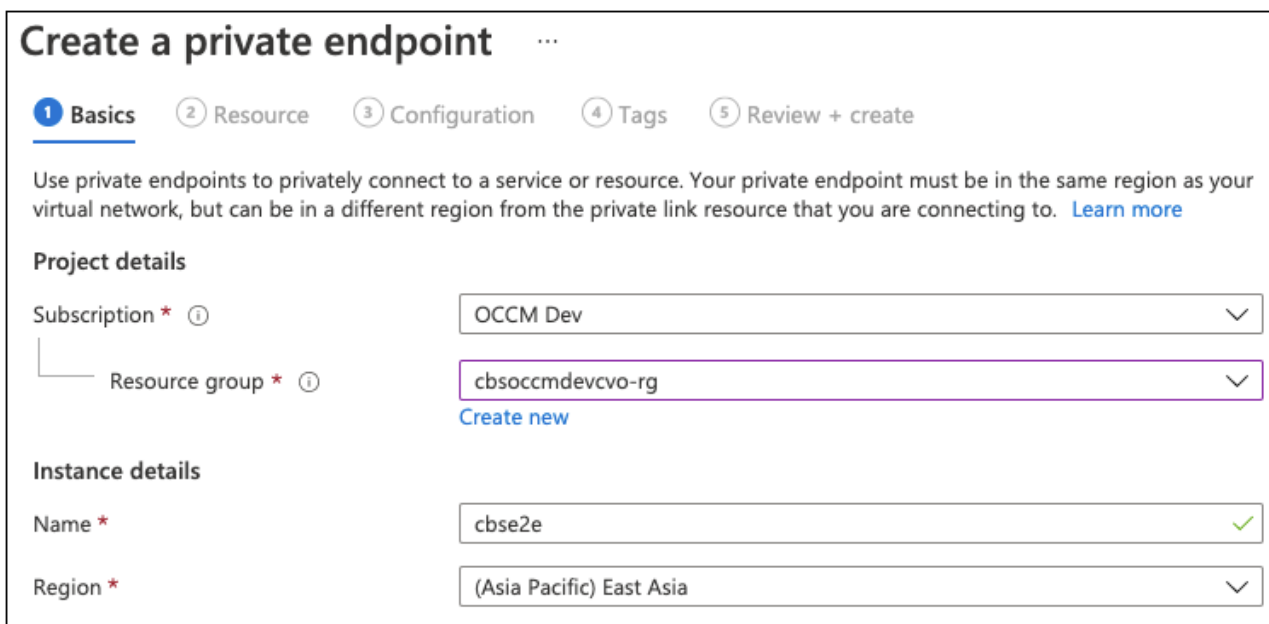 Create a private endpoint ...
1 Basics 2 Resource 3 Configuration 4 Tags 5 Review + create
Use private endpoints to privately connect to a service or resource. Your private endpoint must be in the same region as your
virtual network, but can be in a different region from the private link resource that you are connecting to. Learn more
Project details
Subscription * OCCM Dev
Resource group * cbsoccmdevcvo-rg
Create new
Instance details
Name * cbse2e
Region * (Asia Pacific) East Asia